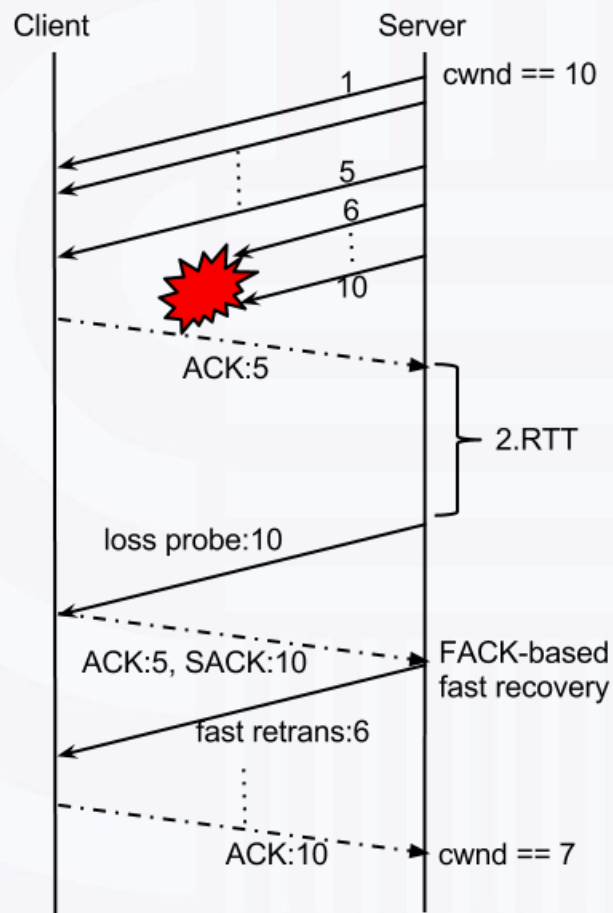 Client
Server
cwnd == 10
1
5
6
10
ACK:5
2.RTT
loss probe:10
ACK:5, SACK:10
FACK-based
fast recovery
fast retrans:6
ACK:10
cwnd == 7